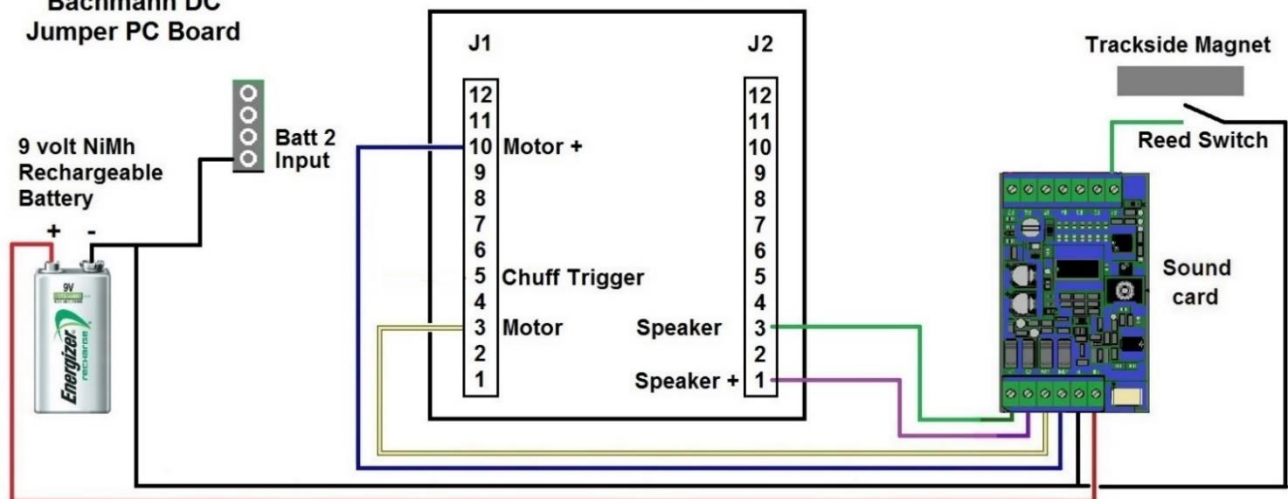 Bachmann DC
Jumper PC Board
J1
J2
Trackside Magnet
Reed Switch
Batt 2
Input
9 volt NiMh
Rechargeable
Battery
+ -
9V
Energizer
recharge
12
11
10 Motor +
9
8
7
6
5 Chuff Trigger
4
3 Motor
2
1
12
11
10
9
8
7
6
5
4
Speaker 3
2
Speaker + 1
Sound
card